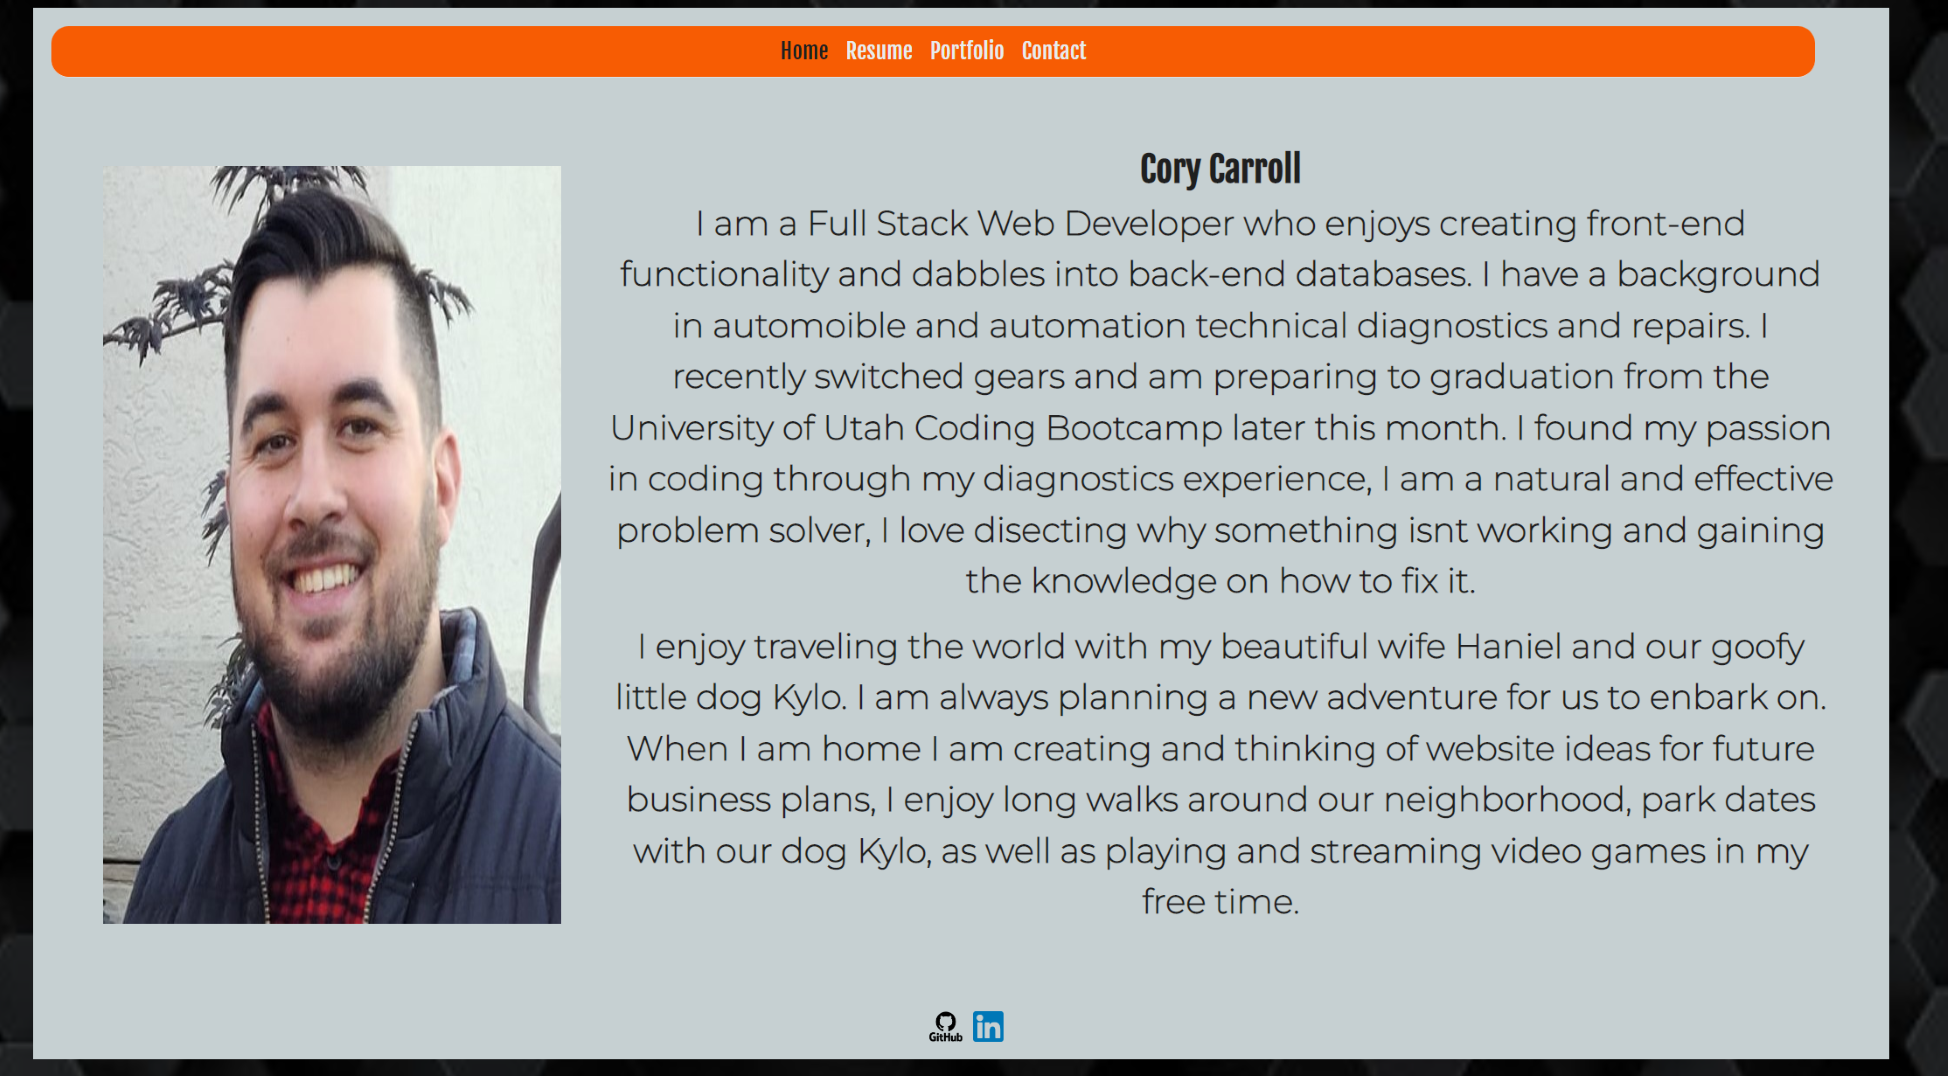 Home Resume Portfolio Contact
Cory Carroll
I am a Full Stack Web Developer who enjoys creating front-end
functionality and dabbles into back-end databases. I have a background
in automoible and automation technical diagnostics and repairs. I
recently switched gears and am preparing to graduation from the
University of Utah Coding Bootcamp later this month. I found my passion
in coding through my diagnostics experience, I am a natural and effective
problem solver, I love disecting why something isnt working and gaining
the knowledge on how to fix it.
I enjoy traveling the world with my beautiful wife Haniel and our goofy
little dog Kylo. I am always planning a new adventure for us to enbark on.
When I am home I am creating and thinking of website ideas for future
business plans, I enjoy long walks around our neighborhood, park dates
with our dog Kylo, as well as playing and streaming video games in my
free time.
GitHub in